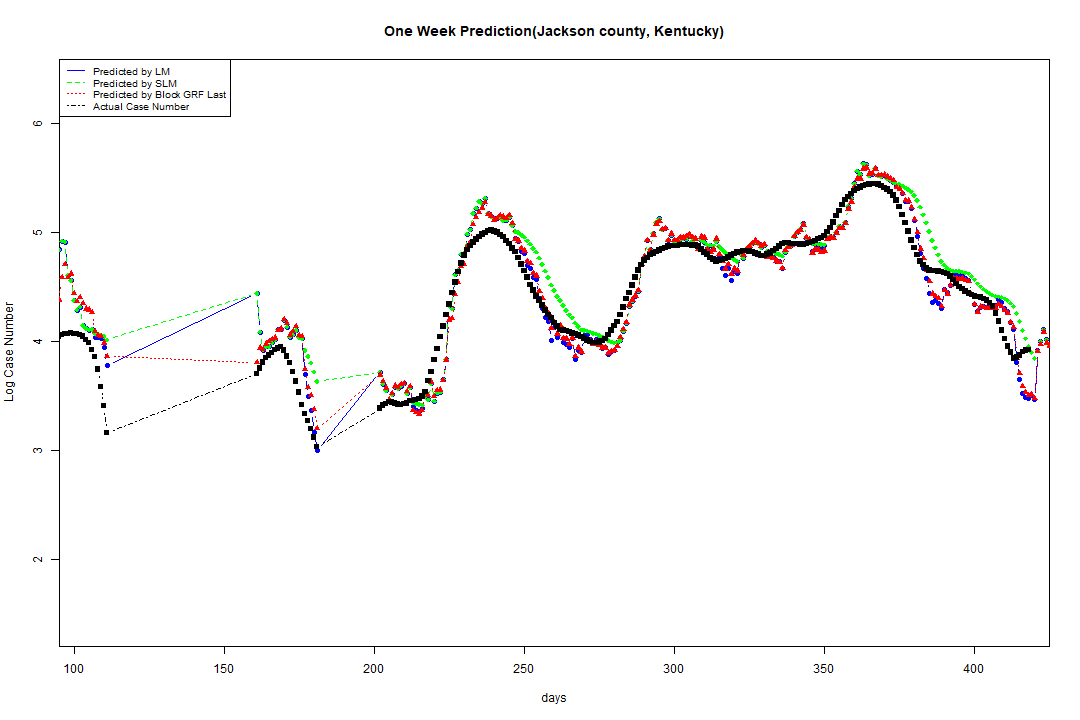 One Week Prediction(Jackson county, Kentucky)
Predicted by LM
Predicted by SLM
Predicted by Block GRF Last
Actual Case Number
6
5
4
3
2
Log Case Number
100 150 200 250 300 350 400
days